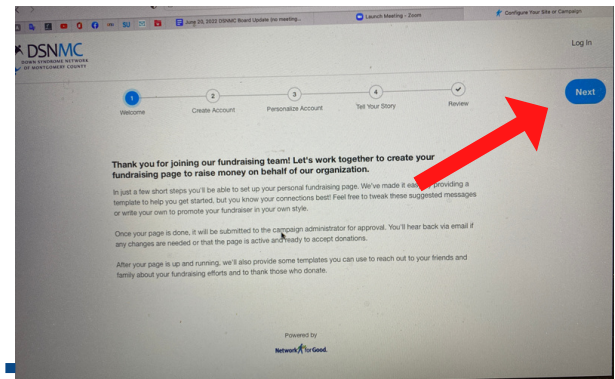 June 23, 2022 DSNMC Board Update (no meeting...
Launch Meeting - Zoom
Configure Your Site or Campaign
DSNMC
DOWN SYNDROME NETWORK
OF MONTGOMERY COUNTY
Log In
1
2
3
4
Welcome
Create Account
Personalize Account
Tell Your Story
Review
Next
Thank you for joining our fundraising team! Let's work together to create your
fundraising page to raise money on behalf of our organization.
In just a few short steps you'll be able to set up your personal fundraising page. We've made it easy by providing a
template to help you get started, but you know your connections best! Feel free to tweak these suggested messages
or write your own to promote your fundraiser in your own style.
Once your page is done, it will be submitted to the campaign administrator for approval. You'll hear back via email if
any changes are needed or that the page is active and ready to accept donations.
After your page is up and running, we'll also provide some templates you can use to reach out to your friends and
family about your fundraising efforts and to thank those who donate.
Powered by
Network for Good.